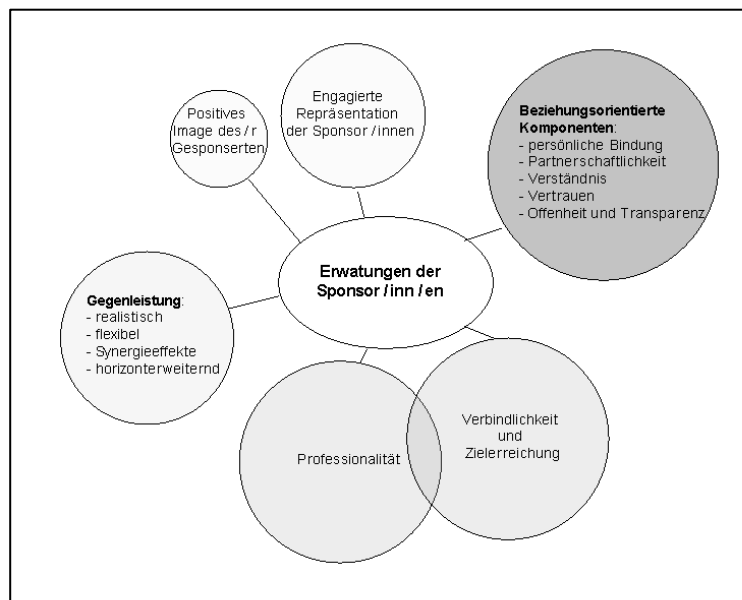 Positives
Image des / r
Gesponserten
Engagierte
Repräsentation
der Sponsor / innen
Beziehungsorientierte
Komponenten:
- persönliche Bindung
- Partnerschaftlichkeit
- Verständnis
- Vertrauen
- Offenheit und Transparenz
Erwatungen der
Sponsor / inn / en
Gegenleistung:
- realistisch
- flexibel
- Synergieeffekte
- horizonterweiternd
Professionalität
Verbindlichkeit
und
Zielerreichung